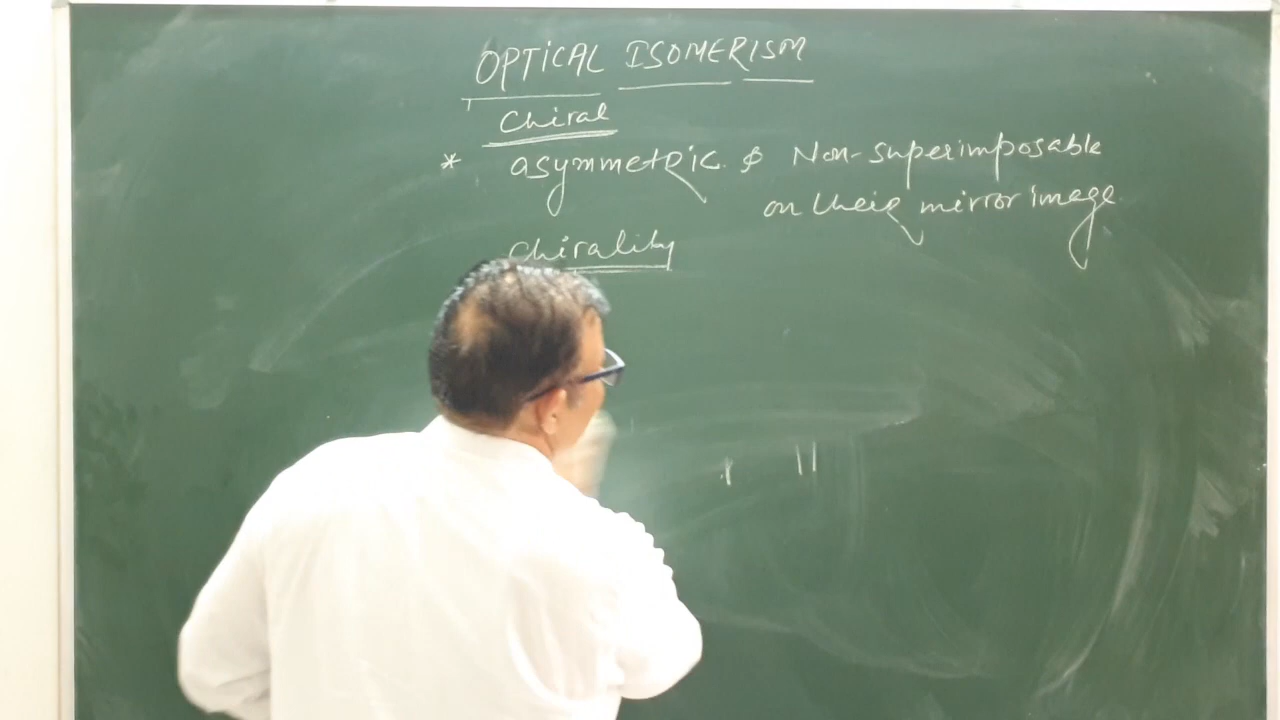 OPTICAL ISOMERISM
Chiral
* asymmetric & Non-superimposable
on their mirror image
Chirality